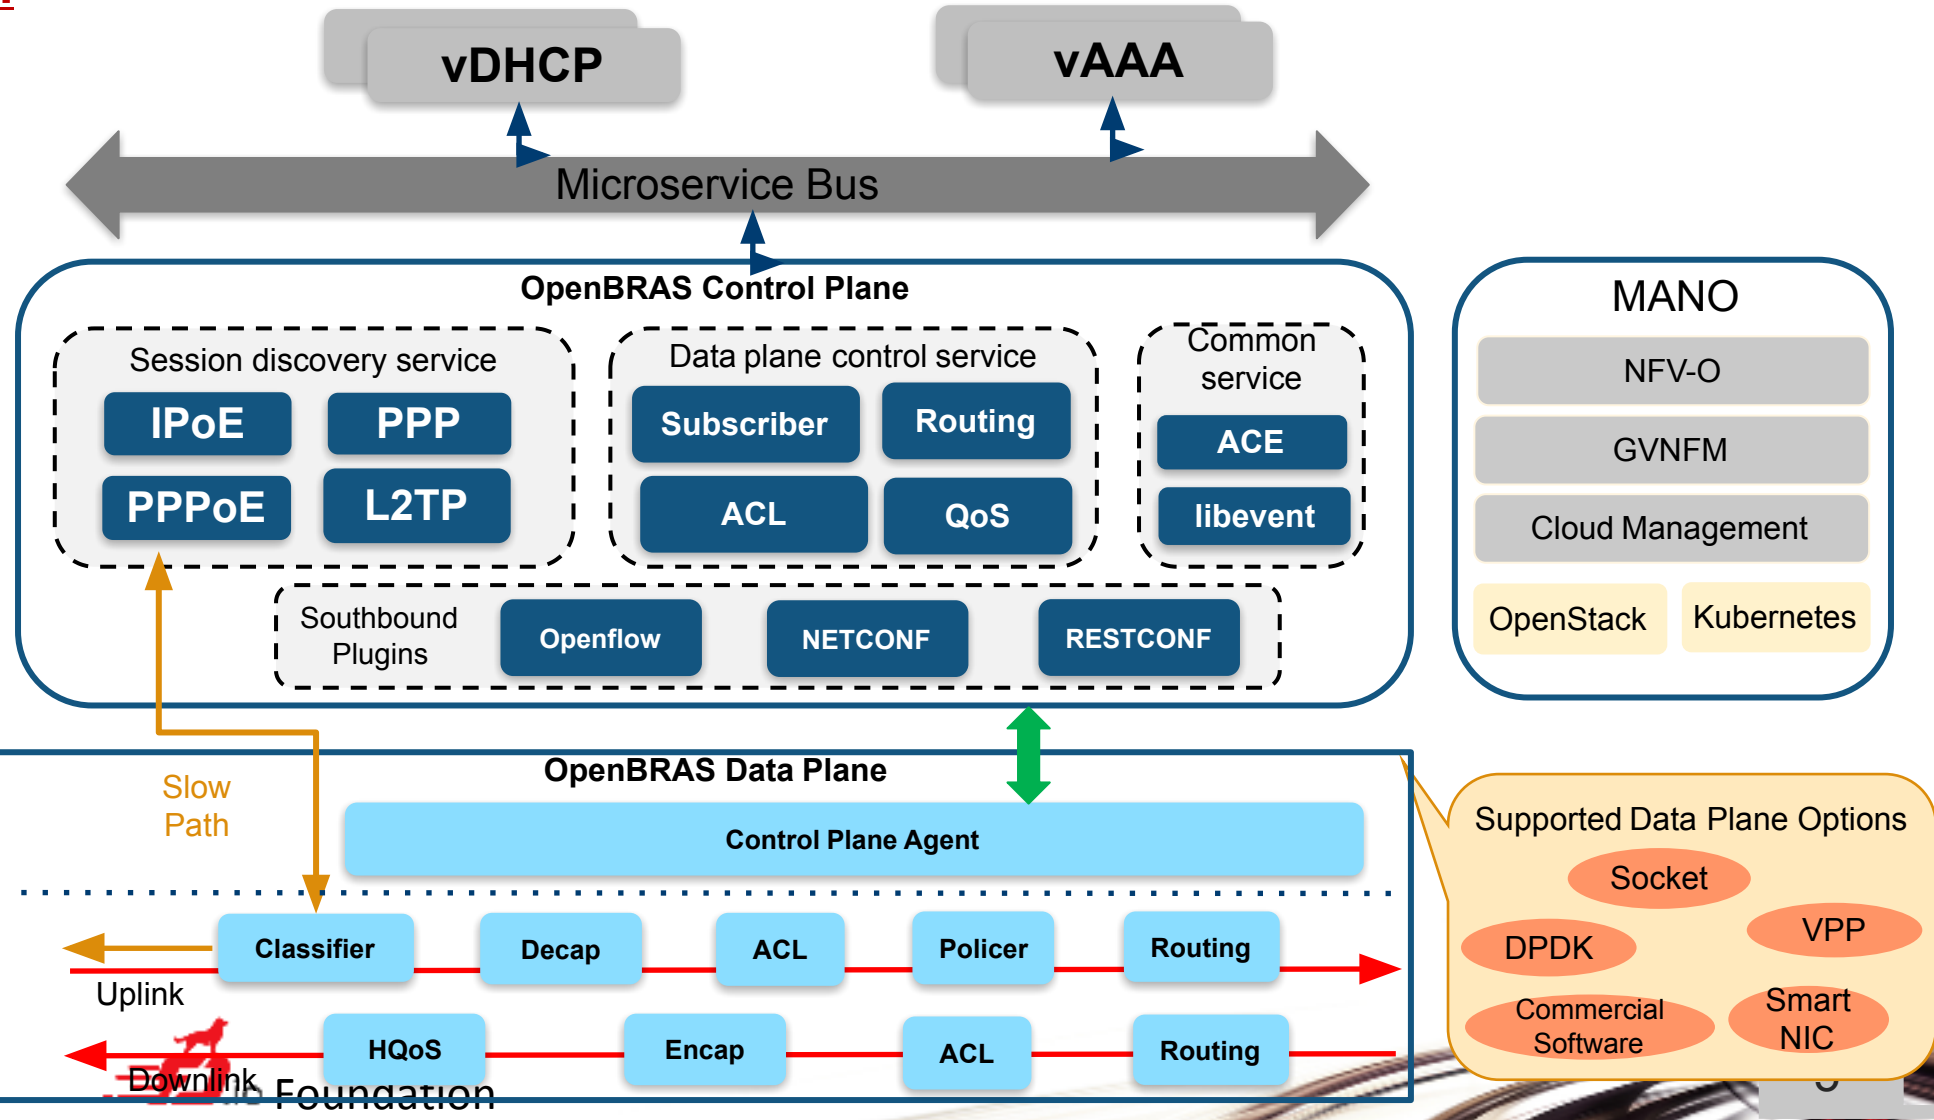 vDHCP
vAAA
Microservice Bus
OpenBRAS Control Plane
Session discovery service
IPoE
PPP
PPPoE
L2TP
Data plane control service
Subscriber
Routing
ACL
QoS
Common
service
ACE
libevent
Southbound
Plugins
Openflow
NETCONF
RESTCONF
MANO
NFV-O
GVNFM
Cloud Management
OpenStack
Kubernetes
OpenBRAS Data Plane
Slow
Path
Control Plane Agent
Classifier
Decap
ACL
Policer
Routing
Uplink
HQoS
Encap
ACL
Routing
Downlink
Foundation
Supported Data Plane Options
Socket
VPP
DPDK
Commercial
Software
Smart
NIC